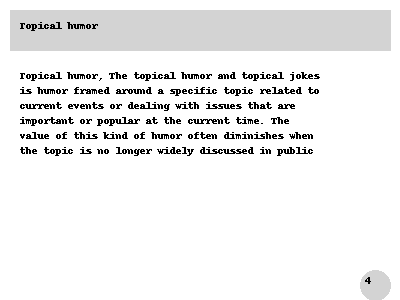 Topical humor
Topical humor, The topical humor and topical jokes
is humor framed around a specific topic related to
current events or dealing with issues that are
important or popular at the current time. The
value of this kind of humor often diminishes when
the topic is no longer widely discussed in public
4